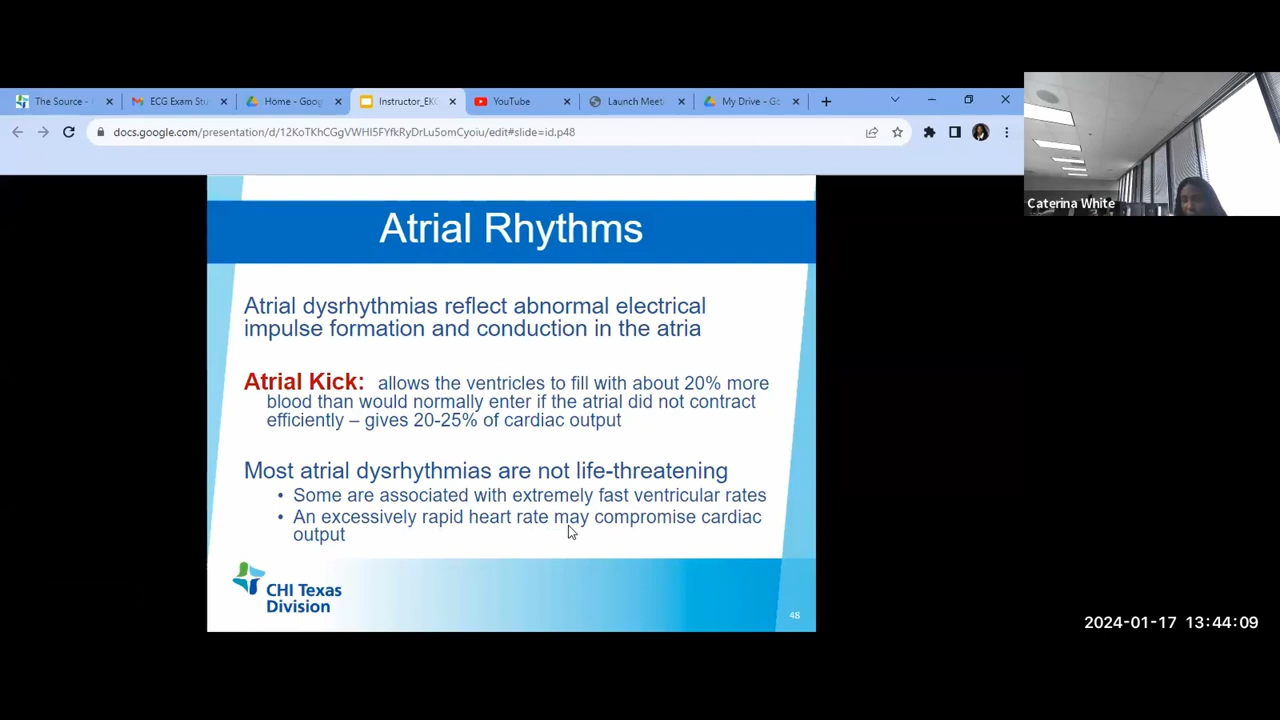 The Source -
ECG Exam Stu
Home - Goog
Instructor_EKG
YouTube
Launch Meeti
My Drive - Go
docs.google.com/presentation/d/12KoTKhCGgVWHI5FYfkRyDrLu5omCyoiu/edit#slide=id.p48
Caterina White
Atrial Rhythms
Atrial dysrhythmias reflect abnormal electrical
impulse formation and conduction in the atria
Atrial Kick: allows the ventricles to fill with about 20% more
blood than would normally enter if the atrial did not contract
efficiently – gives 20-25% of cardiac output
Most atrial dysrhythmias are not life-threatening
• Some are associated with extremely fast ventricular rates
• An excessively rapid heart rate may compromise cardiac
output
CHI Texas
Division
48
2024-01-17 13:44:09